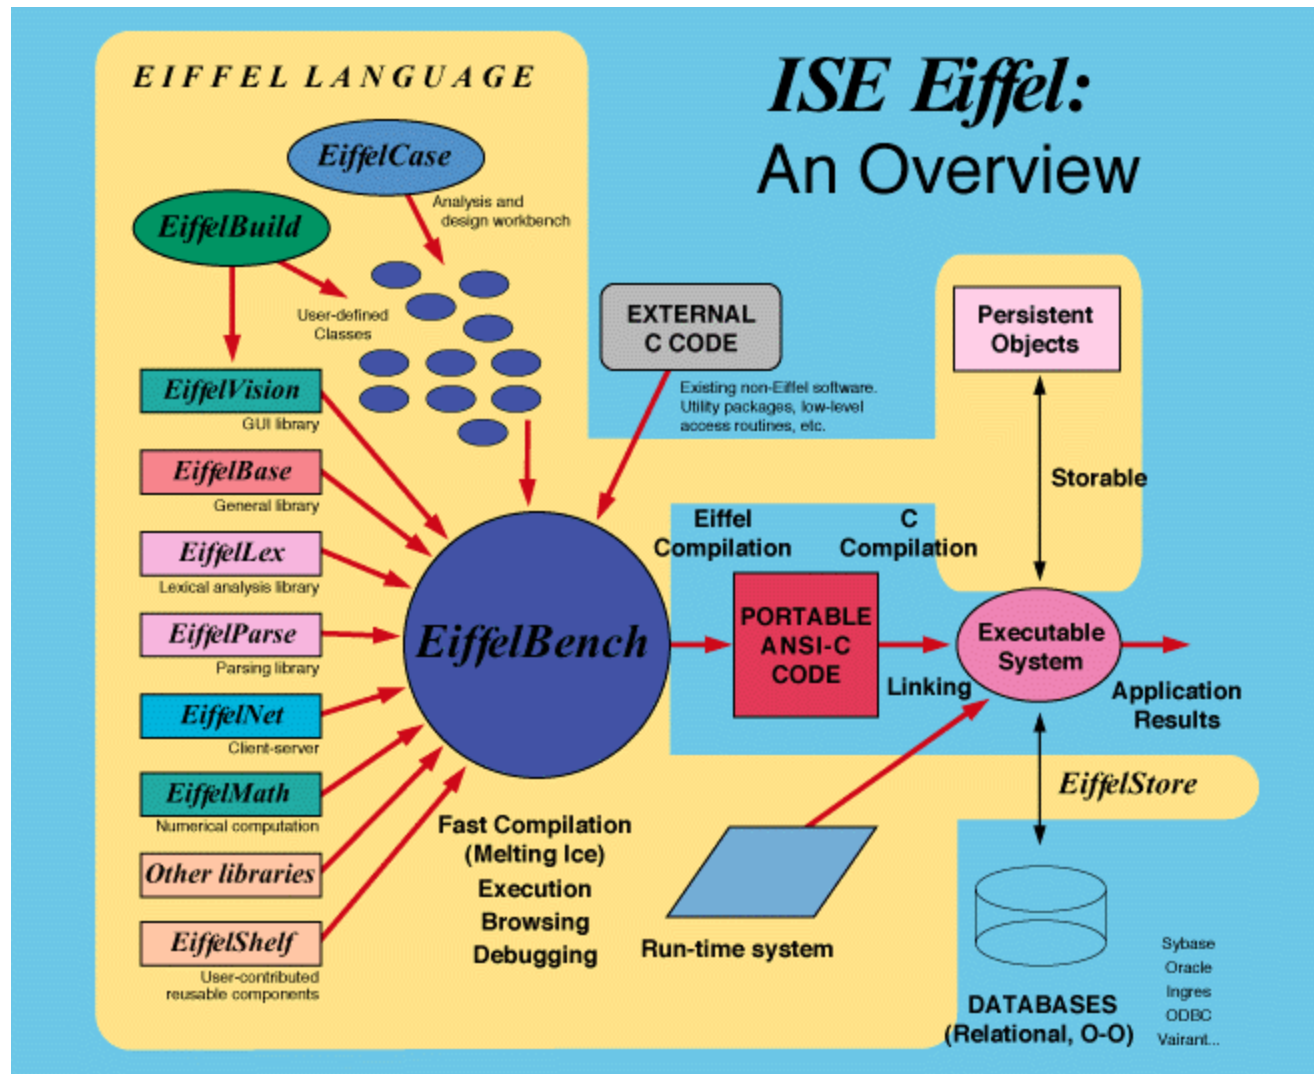 EIFFEL LANGUAGE
ISE Eiffel:
An Overview
EiffelCase
Analysis and
design workbench
EiffelBuild
User-defined
Classes
EXTERNAL
C CODE
Existing non-Eiffel software.
Utility packages, low-level
access routines, etc.
Persistent
Objects
Storable
EiffelVision
GUI library
EiffelBase
General library
EiffelLex
Lexical analysis library
EiffelParse
Parsing library
EiffelNet
Client-server
EiffelMath
Numerical computation
Other libraries
EiffelShelf
User-contributed
reusable components
EiffelBench
Fast Compilation
(Melting Ice)
Execution
Browsing
Debugging
Eiffel
Compilation
C
Compilation
PORTABLE
ANSI-C
CODE
Linking
Executable
System
Application
Results
Run-time system
EiffelStore
DATABASES
(Relational, O-O)
Sybase
Oracle
Ingres
ODBC
Vairant...